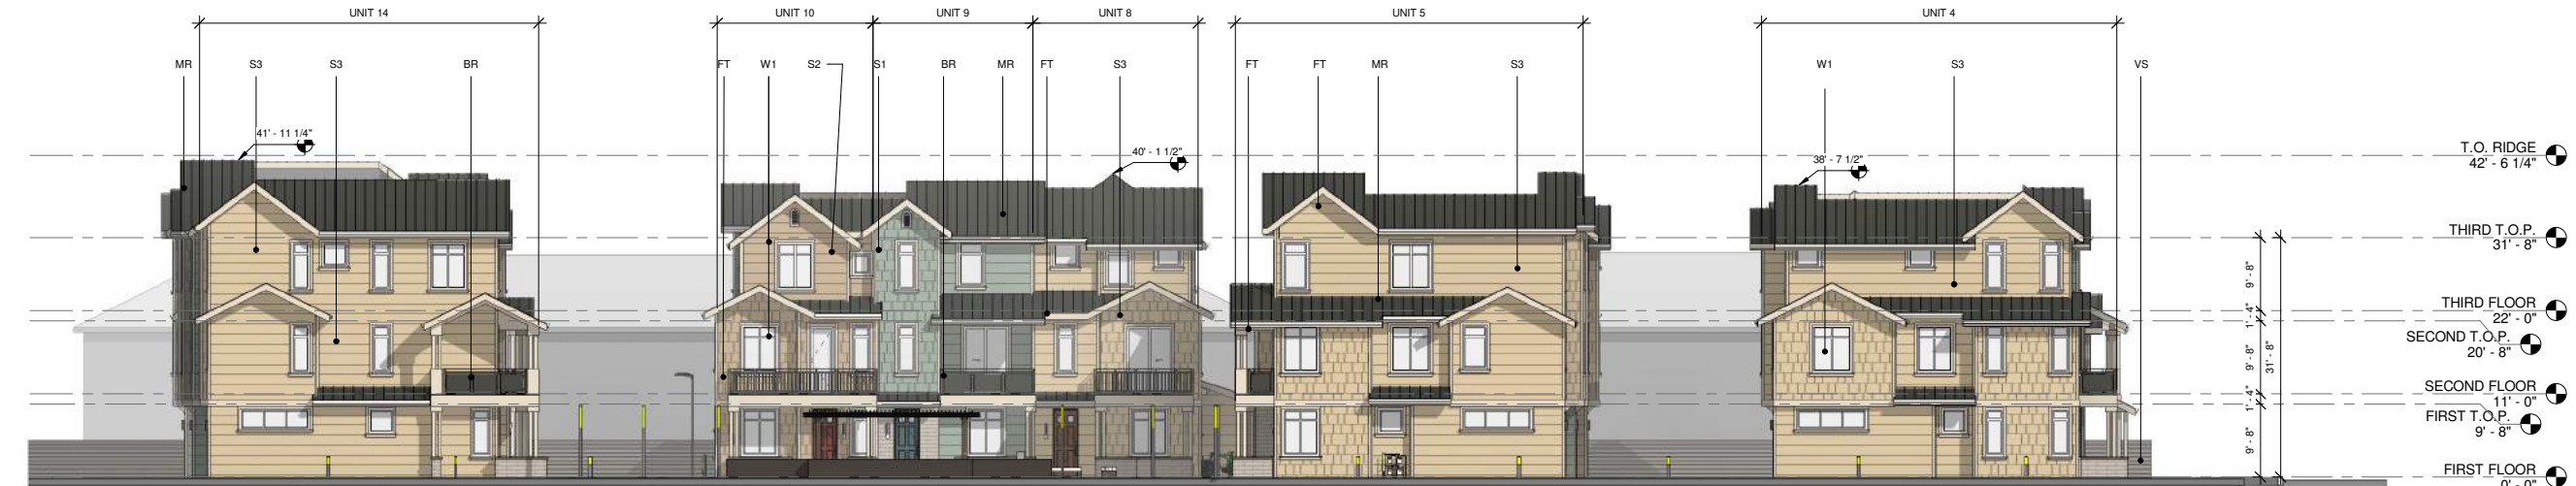 UNIT 14
UNIT 10
UNIT 9
UNIT 8
UNIT 5
UNIT 4
MR
S3
S3
BR
FT
W1
S2
S1
BR
MR
FT
S3
FT
FT
MR
S3
W1
S3
VS
41' - 11 1/4"
40' - 1 1/2"
38' - 7 1/2"
T.O. RIDGE
42' - 6 1/4"
THIRD T.O.P.
31' - 8"
THIRD FLOOR
22' - 0"
SECOND T.O.P.
20' - 8"
SECOND FLOOR
11' - 0"
FIRST T.O.P.
9' - 8"
FIRST FLOOR
0' - 0"
9' - 8"
1' - 4"
9' - 8"
1' - 4"
9' - 8"
31' - 8"